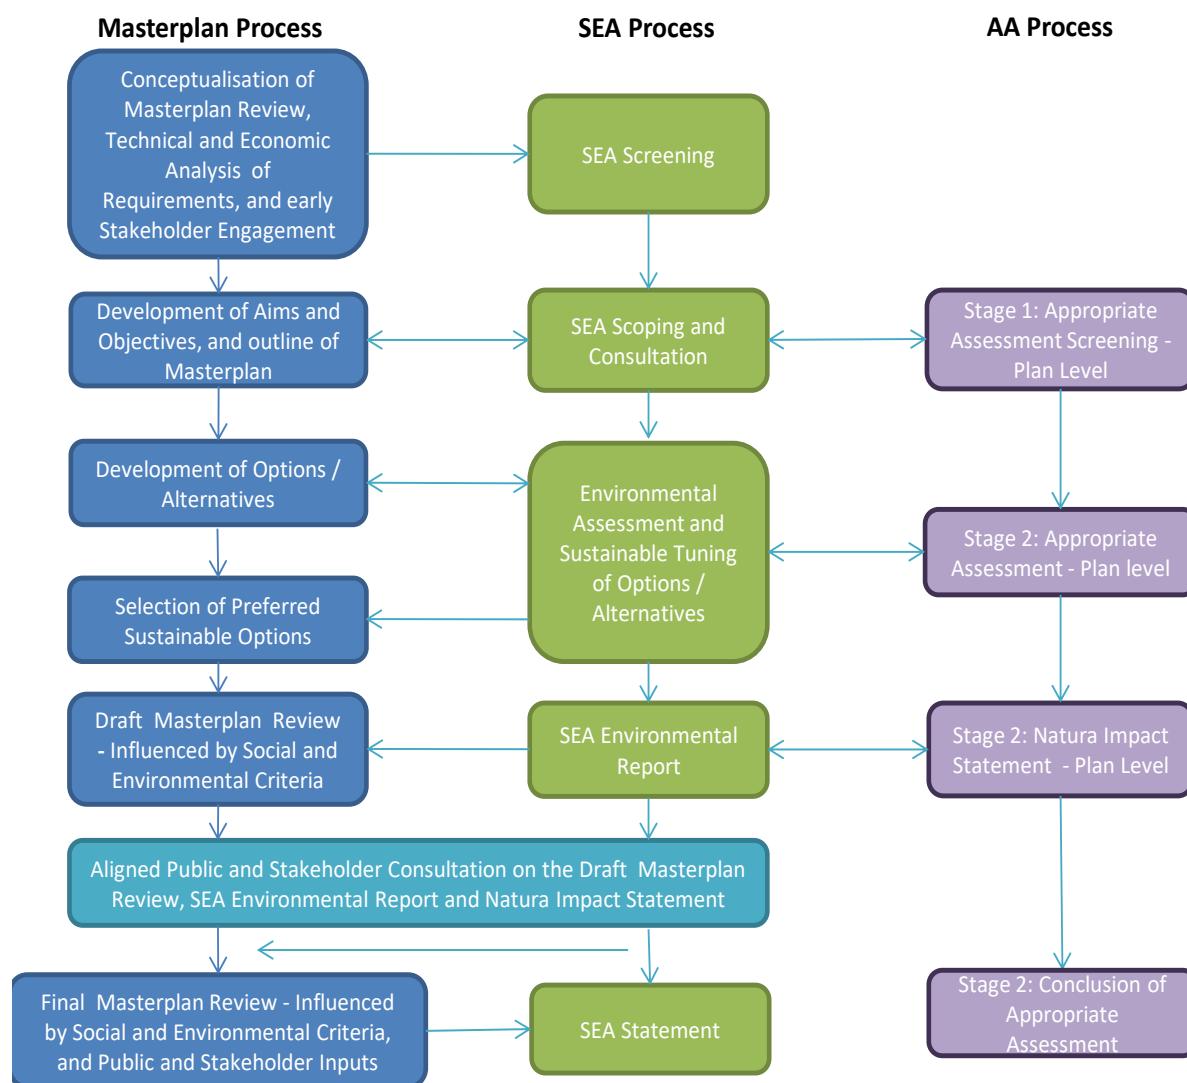 Masterplan Process
SEA Process
AA Process
Conceptualisation of
Masterplan Review,
Technical and Economic
Analysis of
Requirements, and early
Stakeholder Engagement
SEA Screening
Development of Aims and
Objectives, and outline of
Masterplan
SEA Scoping and
Consultation
Stage 1: Appropriate
Assessment Screening -
Plan Level
Development of Options /
Alternatives
Environmental
Assessment and
Sustainable Tuning
of Options /
Alternatives
Stage 2: Appropriate
Assessment - Plan level
Selection of Preferred
Sustainable Options
Draft Masterplan Review
- Influenced by Social and
Environmental Criteria
SEA Environmental
Report
Stage 2: Natura Impact
Statement - Plan Level
Aligned Public and Stakeholder Consultation on the Draft Masterplan
Review, SEA Environmental Report and Natura Impact Statement
Final Masterplan Review - Influenced
by Social and Environmental Criteria,
and Public and Stakeholder Inputs
SEA Statement
Stage 2: Conclusion of
Appropriate
Assessment